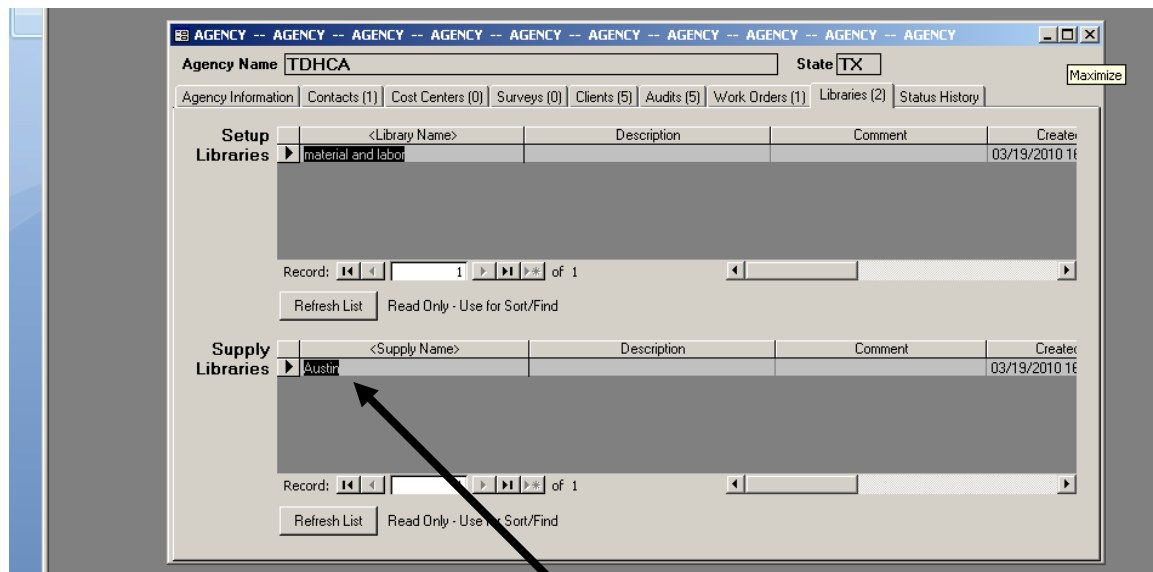 AGENCY -- AGENCY -- AGENCY -- AGENCY -- AGENCY -- AGENCY -- AGENCY -- AGENCY -- AGENCY -- AGENCY
Agency Name TDHCA State TX
Maximize
Agency Information Contacts (1) Cost Centers (0) Surveys (0) Clients (5) Audits (5) Work Orders (1) Libraries (2) Status History
Setup Libraries
<Library Name> Description Comment Created
material and labor 03/19/2010 16
Record: 1 of 1
Refresh List Read Only - Use for Sort/Find
Supply Libraries
<Supply Name> Description Comment Created
Austin 03/19/2010 16
Record: of 1
Refresh List Read Only - Use for Sort/Find